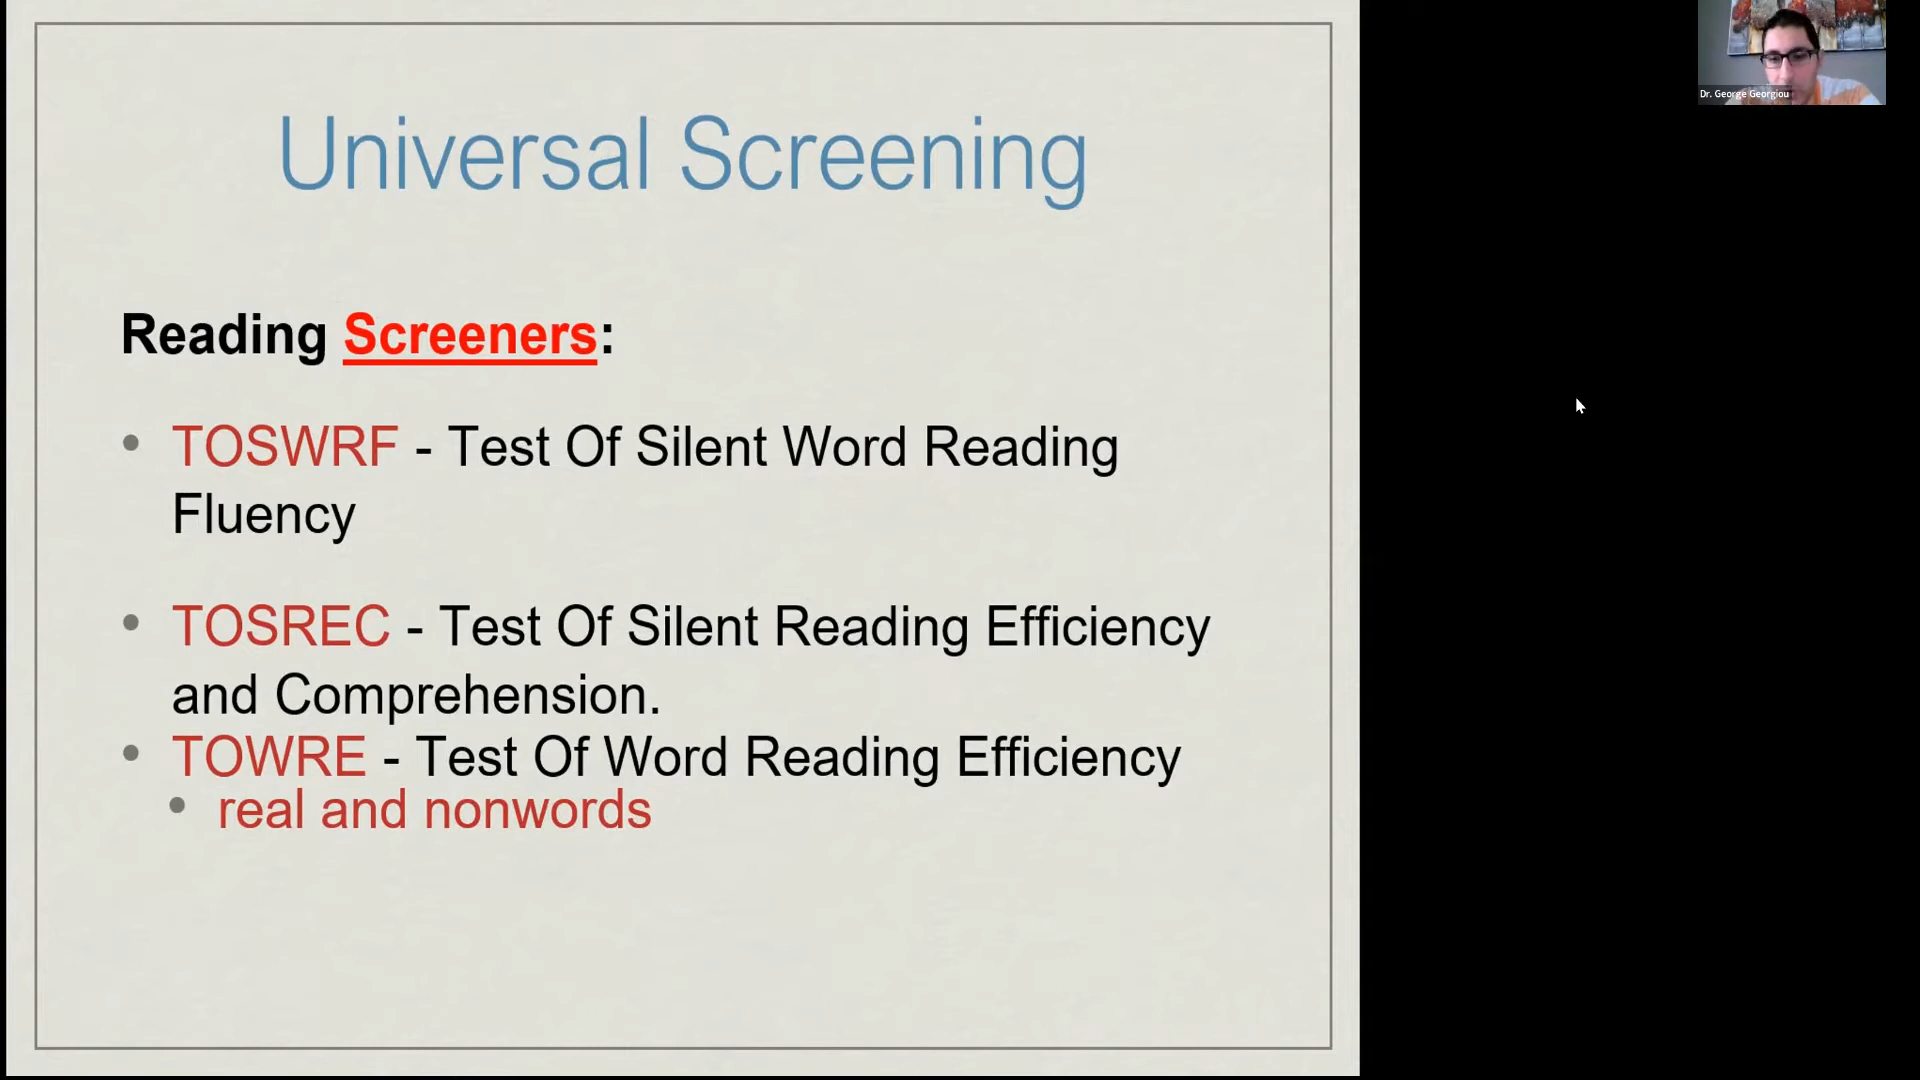 Universal Screening
Reading Screeners:
• TOSWRF - Test Of Silent Word Reading
Fluency
• TOSREC - Test Of Silent Reading Efficiency
and Comprehension.
• TOWRE - Test Of Word Reading Efficiency
• real and nonwords
Dr. George Georgiou